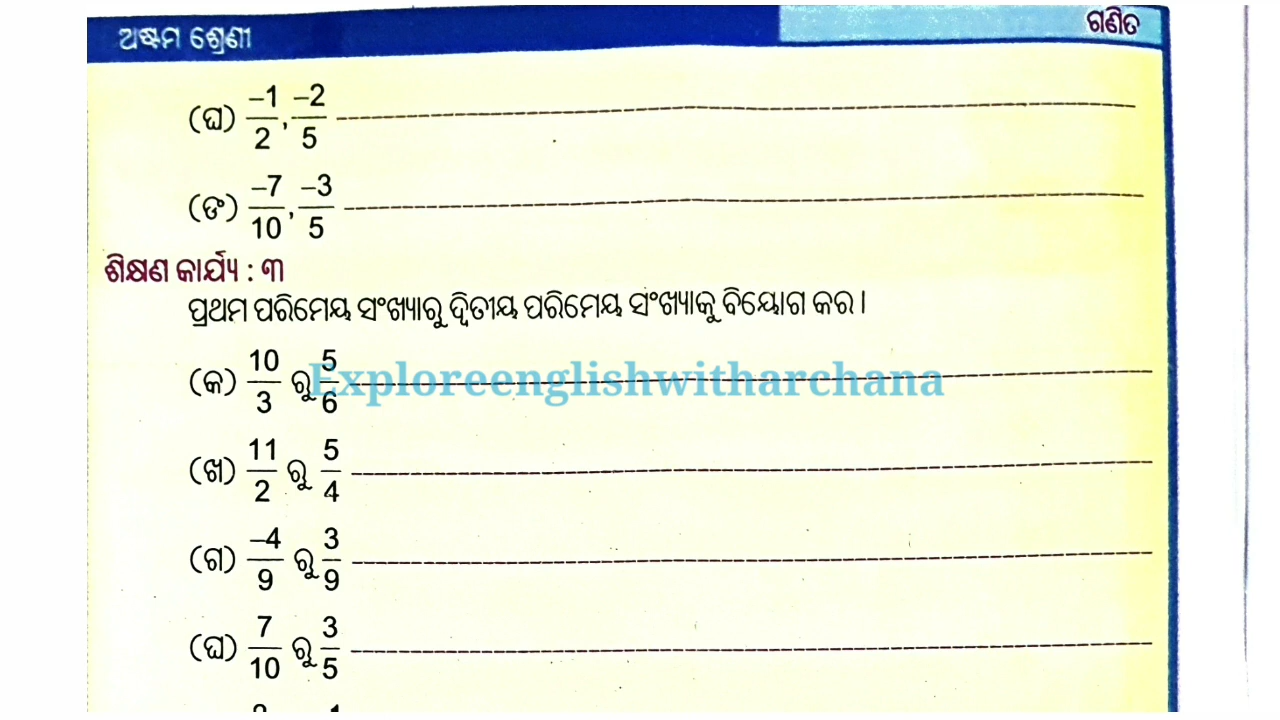 ଅଷ୍ଟମ ଶ୍ରେଣୀ
ଗଣିତ
(ଘ) –1/2, –2/5
(ଙ) –7/10, –3/5
ଶିକ୍ଷଣ କାର୍ଯ୍ୟ : ୩
ପ୍ରଥମ ପରିମେୟ ସଂଖ୍ୟାରୁ ଦ୍ୱିତୀୟ ପରିମେୟ ସଂଖ୍ୟାକୁ ବିୟୋଗ କର ।
(କ) 10/3 ରୁ 5/6
Exploreenglishwitharchana
(ଖ) 11/2 ରୁ 5/4
(ଗ) –4/9 ରୁ 3/9
(ଘ) 7/10 ରୁ 3/5